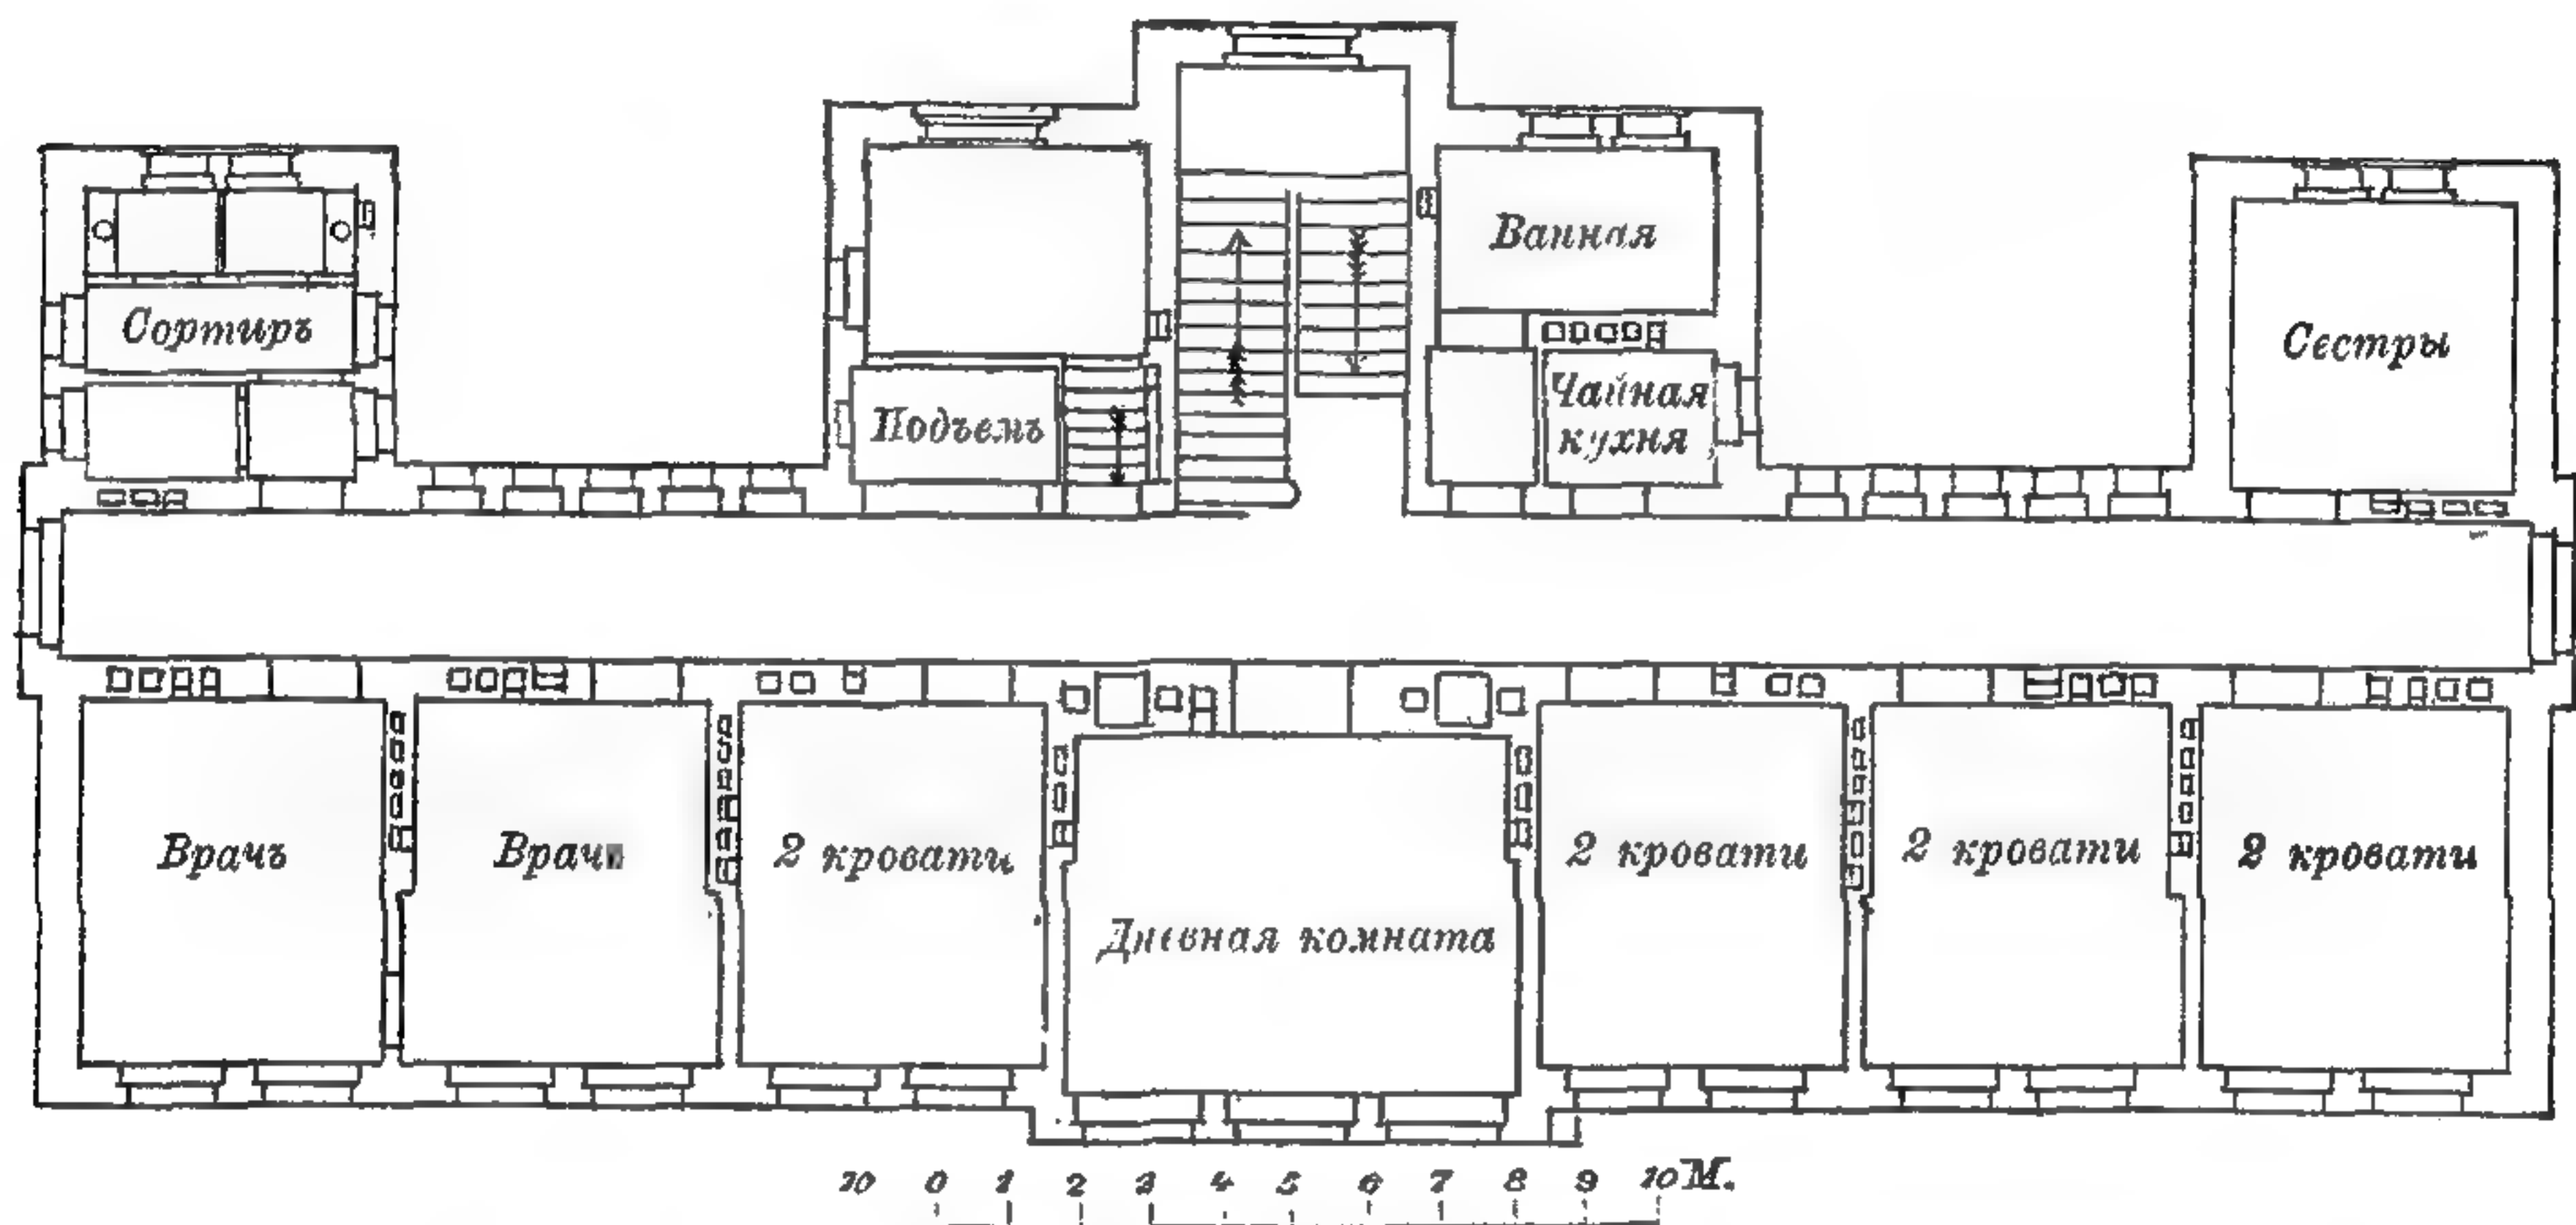 Ванная
Сортиръ
Сестры
Подъемъ
Чайная
кухня
Врачъ
Врачъ
2 кровати
2 кровати
2 кровати
2 кровати
Дневная комната
10 0 1 2 3 4 5 6 7 8 9 10 М.